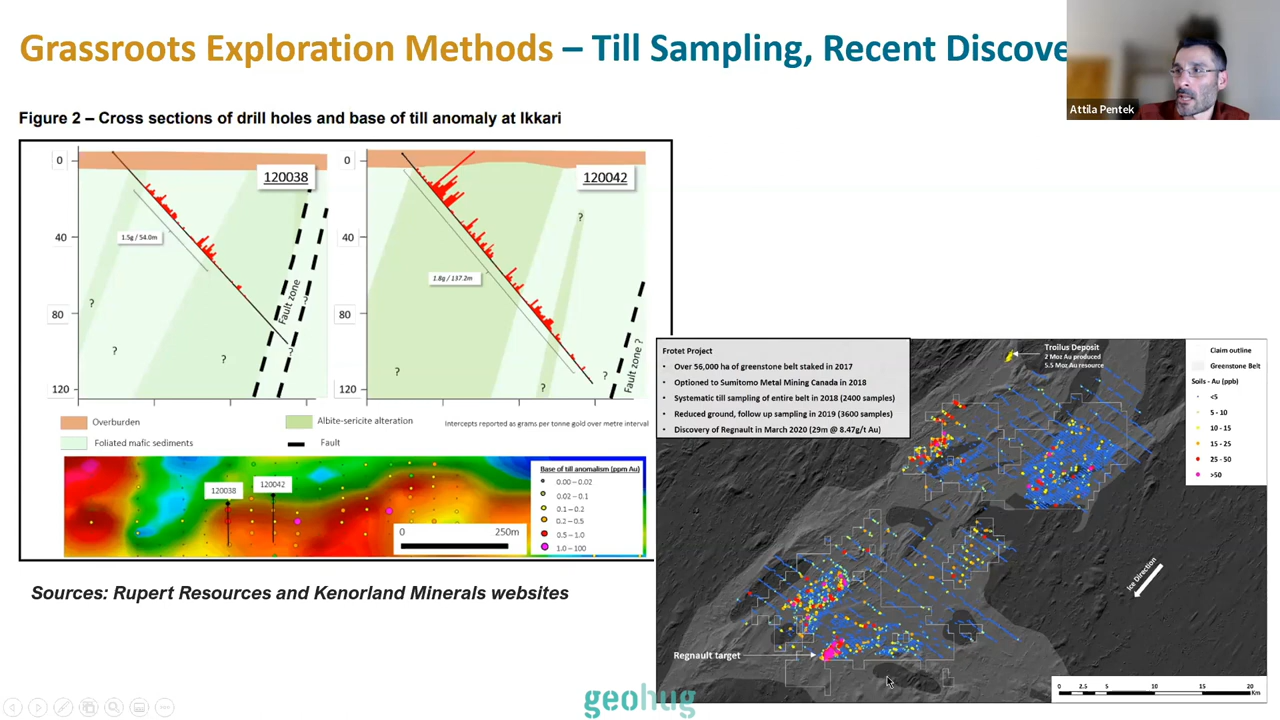 Grassroots Exploration Methods – Till Sampling, Recent Discove
Attila Pentek
Figure 2 – Cross sections of drill holes and base of till anomaly at Ikkari
0
40
80
120
120038
1.5g / 54.0m
Fault zone
?
?
?
?
?
0
40
80
120
120042
1.8g / 137.2m
Fault zone ?
?
?
?
?
Overburden
Albite-sericite alteration
Intercepts reported as grams per tonne gold over metre interval
Foliated mafic sediments
Fault
120038
120042
0 250m
Base of till anomalism (ppm Au)
0.00 – 0.02
0.02 – 0.1
0.1 – 0.2
0.2 – 0.5
0.5 – 1.0
1.0 – 100
Sources: Rupert Resources and Kenorland Minerals websites
Frotet Project
• Over 56,000 ha of greenstone belt staked in 2017
• Optioned to Sumitomo Metal Mining Canada in 2018
• Systematic till sampling of entire belt in 2018 (2400 samples)
• Reduced ground, follow up sampling in 2019 (3600 samples)
• Discovery of Regnault in March 2020 (29m @ 8.47g/t Au)
Troilus Deposit
2 Moz Au produced
5.5 Moz Au resource
Claim outline
Greenstone Belt
Soils - Au (ppb)
<5
5 - 10
10 - 15
15 - 25
25 - 50
>50
Ice Direction
Regnault target
0 2.5 5 10 15 20
Km
geohug